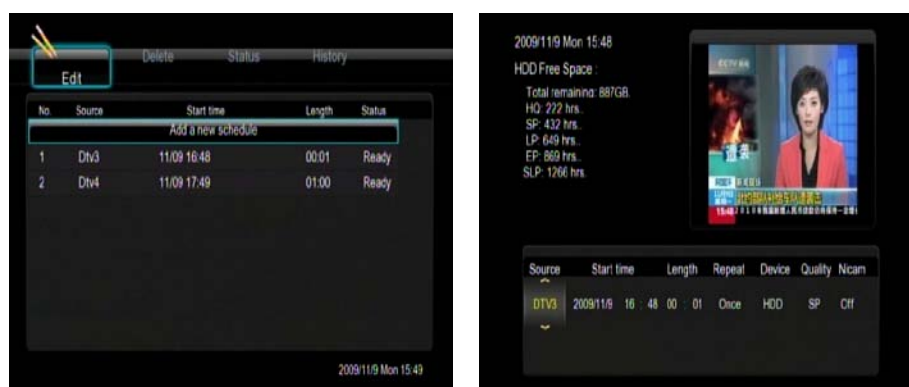 Edit Delete Status History
No. Source Start time Length Status
Add a new schedule
1 Dtv3 11/09 16:48 00:01 Ready
2 Dtv4 11/09 17:49 01:00 Ready
2009/11/9 Mon 15:49
2009/11/9 Mon 15:48
HDD Free Space :
Total remaining: 887GB.
HQ: 222 hrs..
SP: 432 hrs..
LP: 649 hrs..
EP: 869 hrs..
SLP: 1266 hrs.
遭袭
15:48
Source Start time Length Repeat Device Quality Nicam
DTV3 2009/11/9 16 : 48 00 : 01 Once HDD SP Off